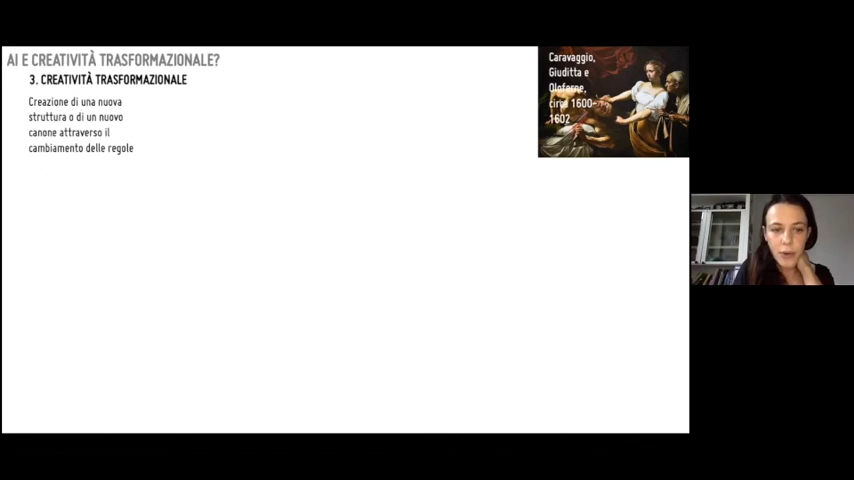 AI E CREATIVITÀ TRASFORMAZIONALE?
3. CREATIVITÀ TRASFORMAZIONALE
Creazione di una nuova
struttura o di un nuovo
canone attraverso il
cambiamento delle regole
Caravaggio,
Giuditta e
Oloferne,
circa 1600-
1602